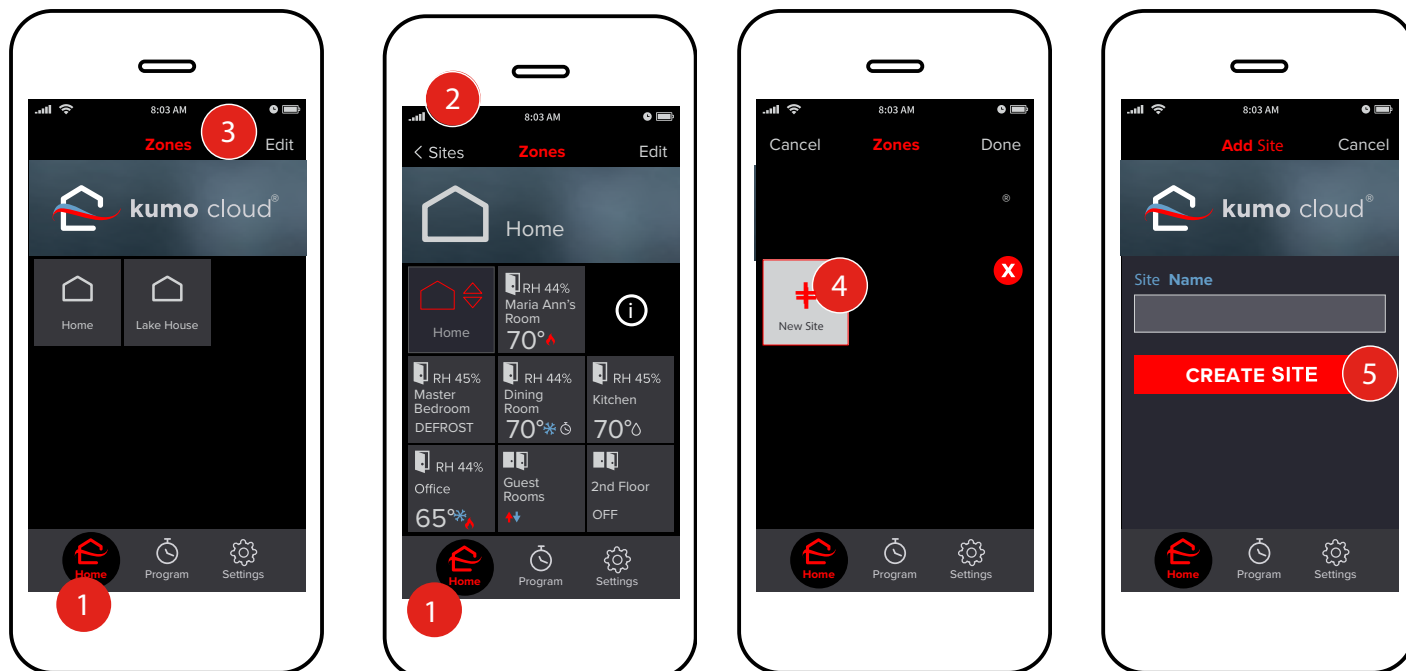 8:03 AM
Zones
3
Edit
kumo cloud®
Home
Lake House
Home
Program
Settings
1
2
8:03 AM
< Sites
Zones
Edit
Home
Home
RH 44%
Maria Ann's
Room
70°
i
RH 45%
Master
Bedroom
DEFROST
RH 44%
Dining
Room
70°
RH 45%
Kitchen
70°
RH 44%
Office
65°
Guest
Rooms
2nd Floor
OFF
Home
Program
Settings
1
8:03 AM
Cancel
Zones
Done
®
X
4
New Site
Home
Program
Settings
8:03 AM
Add Site
Cancel
kumo cloud®
Site Name
CREATE SITE
5
Home
Program
Settings